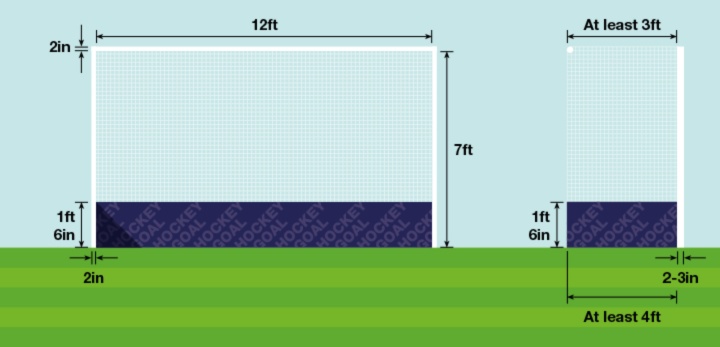 12ft
At least 3ft
2in
7ft
1ft
6in
1ft
6in
HOCKEY
GOAL
HOCKEY
GOAL
HOCKEY
GOAL
HOCKEY
GOAL
HOCKEY
GOAL
HOCKEY
GOAL
2in
2-3in
At least 4ft